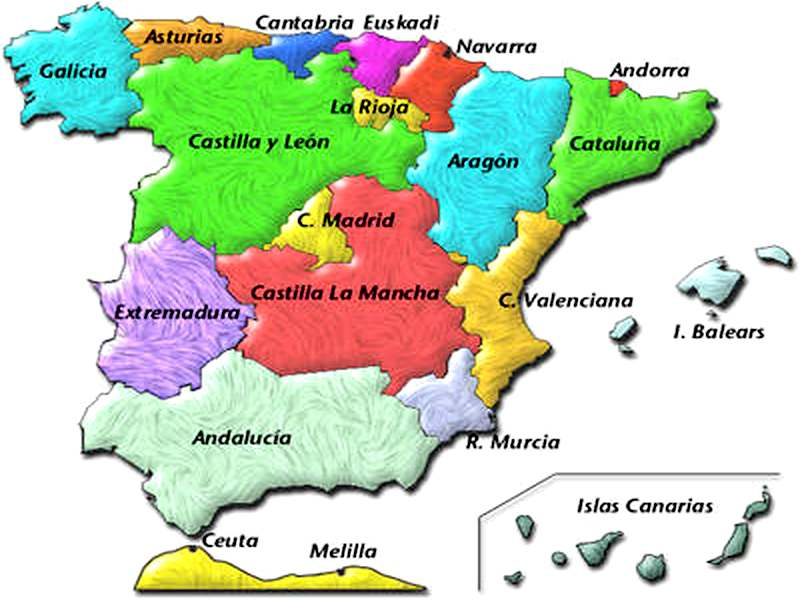 Cantabria
Euskadi
Asturias
Navarra
Galicia
Andorra
La Rioja
Castilla y León
Cataluña
Aragôn
C. Madrid
Castilla La Mancha
C. Valenciana
Extremadura
I. Balears
Andalucía
R. Murcia
Islas Canarias
Ceuta
Melilla